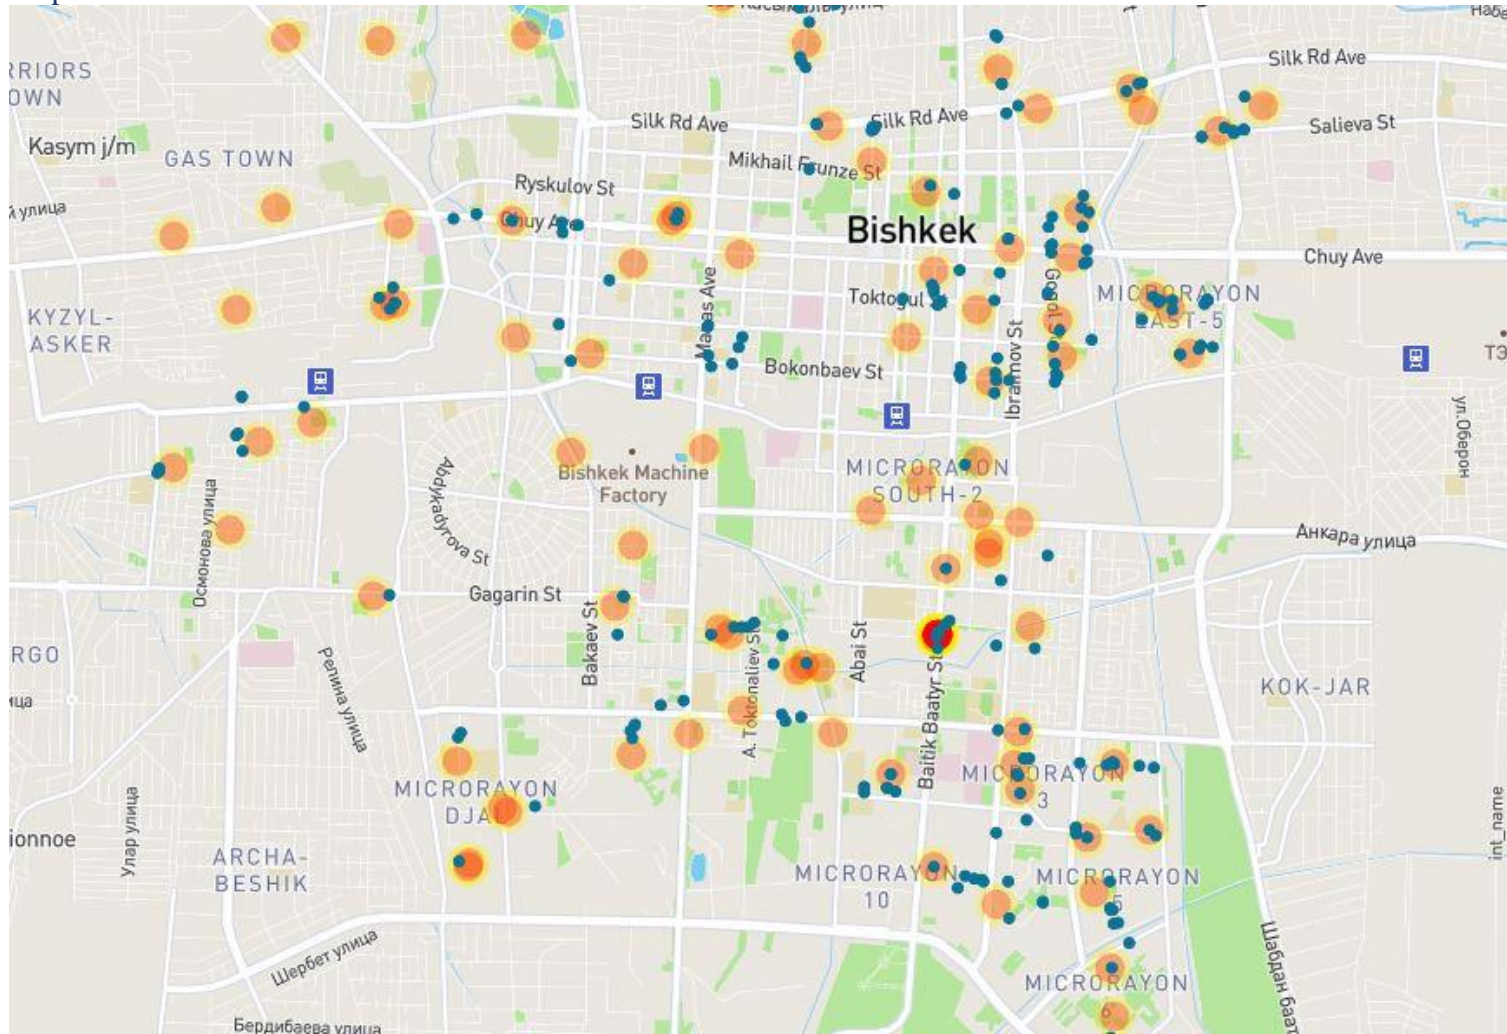 Silk Rd Ave
RRIORS
OWN
Kasym j/m
GAS TOWN
Silk Rd Ave
Silk Rd Ave
Salieva St
Mikhail Frunze St
Ryskulov St
й улица
Chuy Ave
Bishkek
Chuy Ave
KYZYL-
ASKER
Manas Ave
Toktogul St
Gogol St
MICRORAYON
EAST-5
Ibraimov St
Bokonbaev St
ТЭ
ул.Оберон
Bishkek Machine
Factory
MICRORAYON
SOUTH-2
Abdykadyrova St
Осмонова улица
Анкара улица
Gagarin St
Bakaev St
A. Toktonaliev St
Abai St
Baitik Baatyr St
RGO
ица
Репина улица
KOK-JAR
MICRORAYON
DJAL
MICRORAYON
3
ionnoe
Улар улица
ARCHA-
BESHIK
MICRORAYON
10
MICRORAYON
5
int_name
Шербет улица
MICRORAYON
6
Шабдан баат
Бердибаева улица